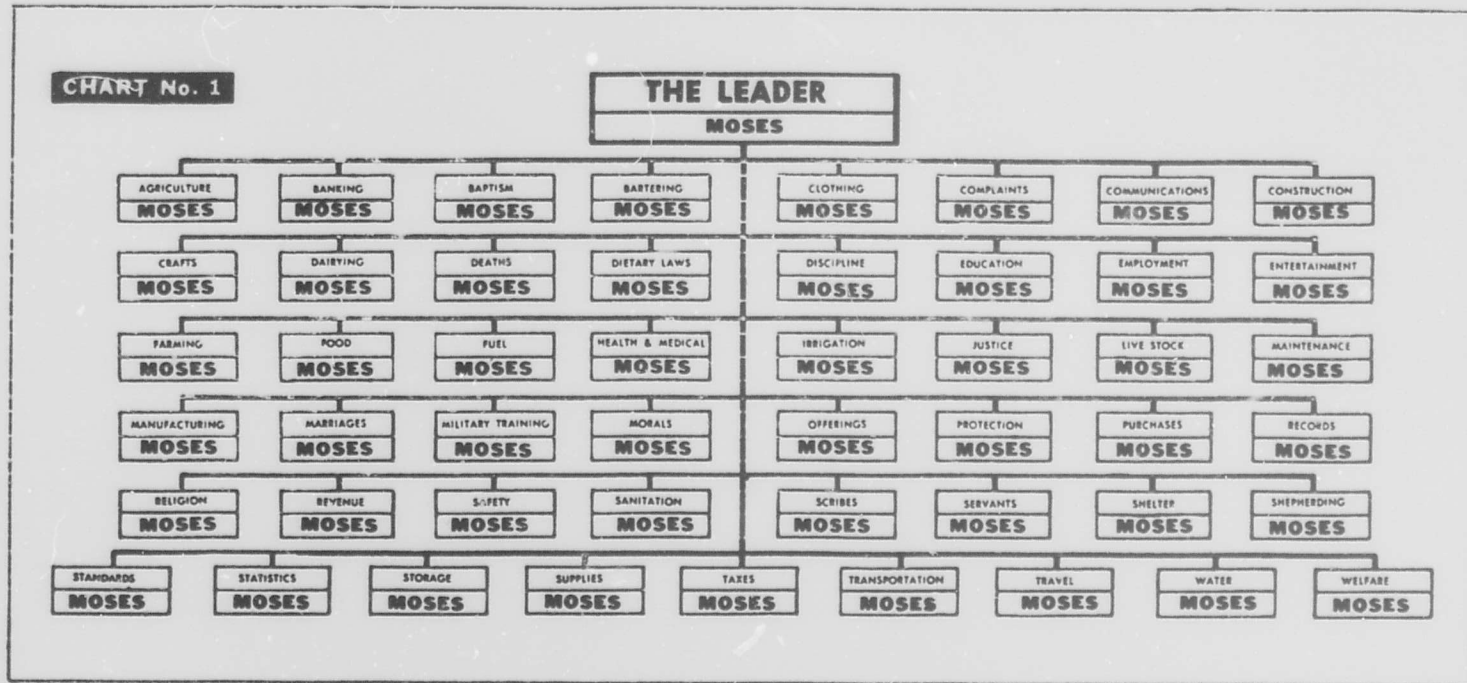 CHART No. 1
THE LEADER
MOSES
AGRICULTURE BANKING BAPTISM BARTERING CLOTHING COMPLAINTS COMMUNICATIONS CONSTRUCTION
MOSES MOSES MOSES MOSES MOSES MOSES MOSES MOSES
CRAFTS DAIRYING DEATHS DIETARY LAWS DISCIPLINE EDUCATION EMPLOYMENT ENTERTAINMENT
MOSES MOSES MOSES MOSES MOSES MOSES MOSES MOSES
FARMING FOOD FUEL HEALTH & MEDICAL IRRIGATION JUSTICE LIVE STOCK MAINTENANCE
MOSES MOSES MOSES MOSES MOSES MOSES MOSES MOSES
MANUFACTURING MARRIAGES MILITARY TRAINING MORALS OFFERINGS PROTECTION PURCHASES RECORDS
MOSES MOSES MOSES MOSES MOSES MOSES MOSES MOSES
RELIGION REVENUE SAFETY SANITATION SCRIBES SERVANTS SHELTER SHEPHERDING
MOSES MOSES MOSES MOSES MOSES MOSES MOSES MOSES
STANDARDS STATISTICS STORAGE SUPPLIES TAXES TRANSPORTATION TRAVEL WATER WELFARE
MOSES MOSES MOSES MOSES MOSES MOSES MOSES MOSES MOSES